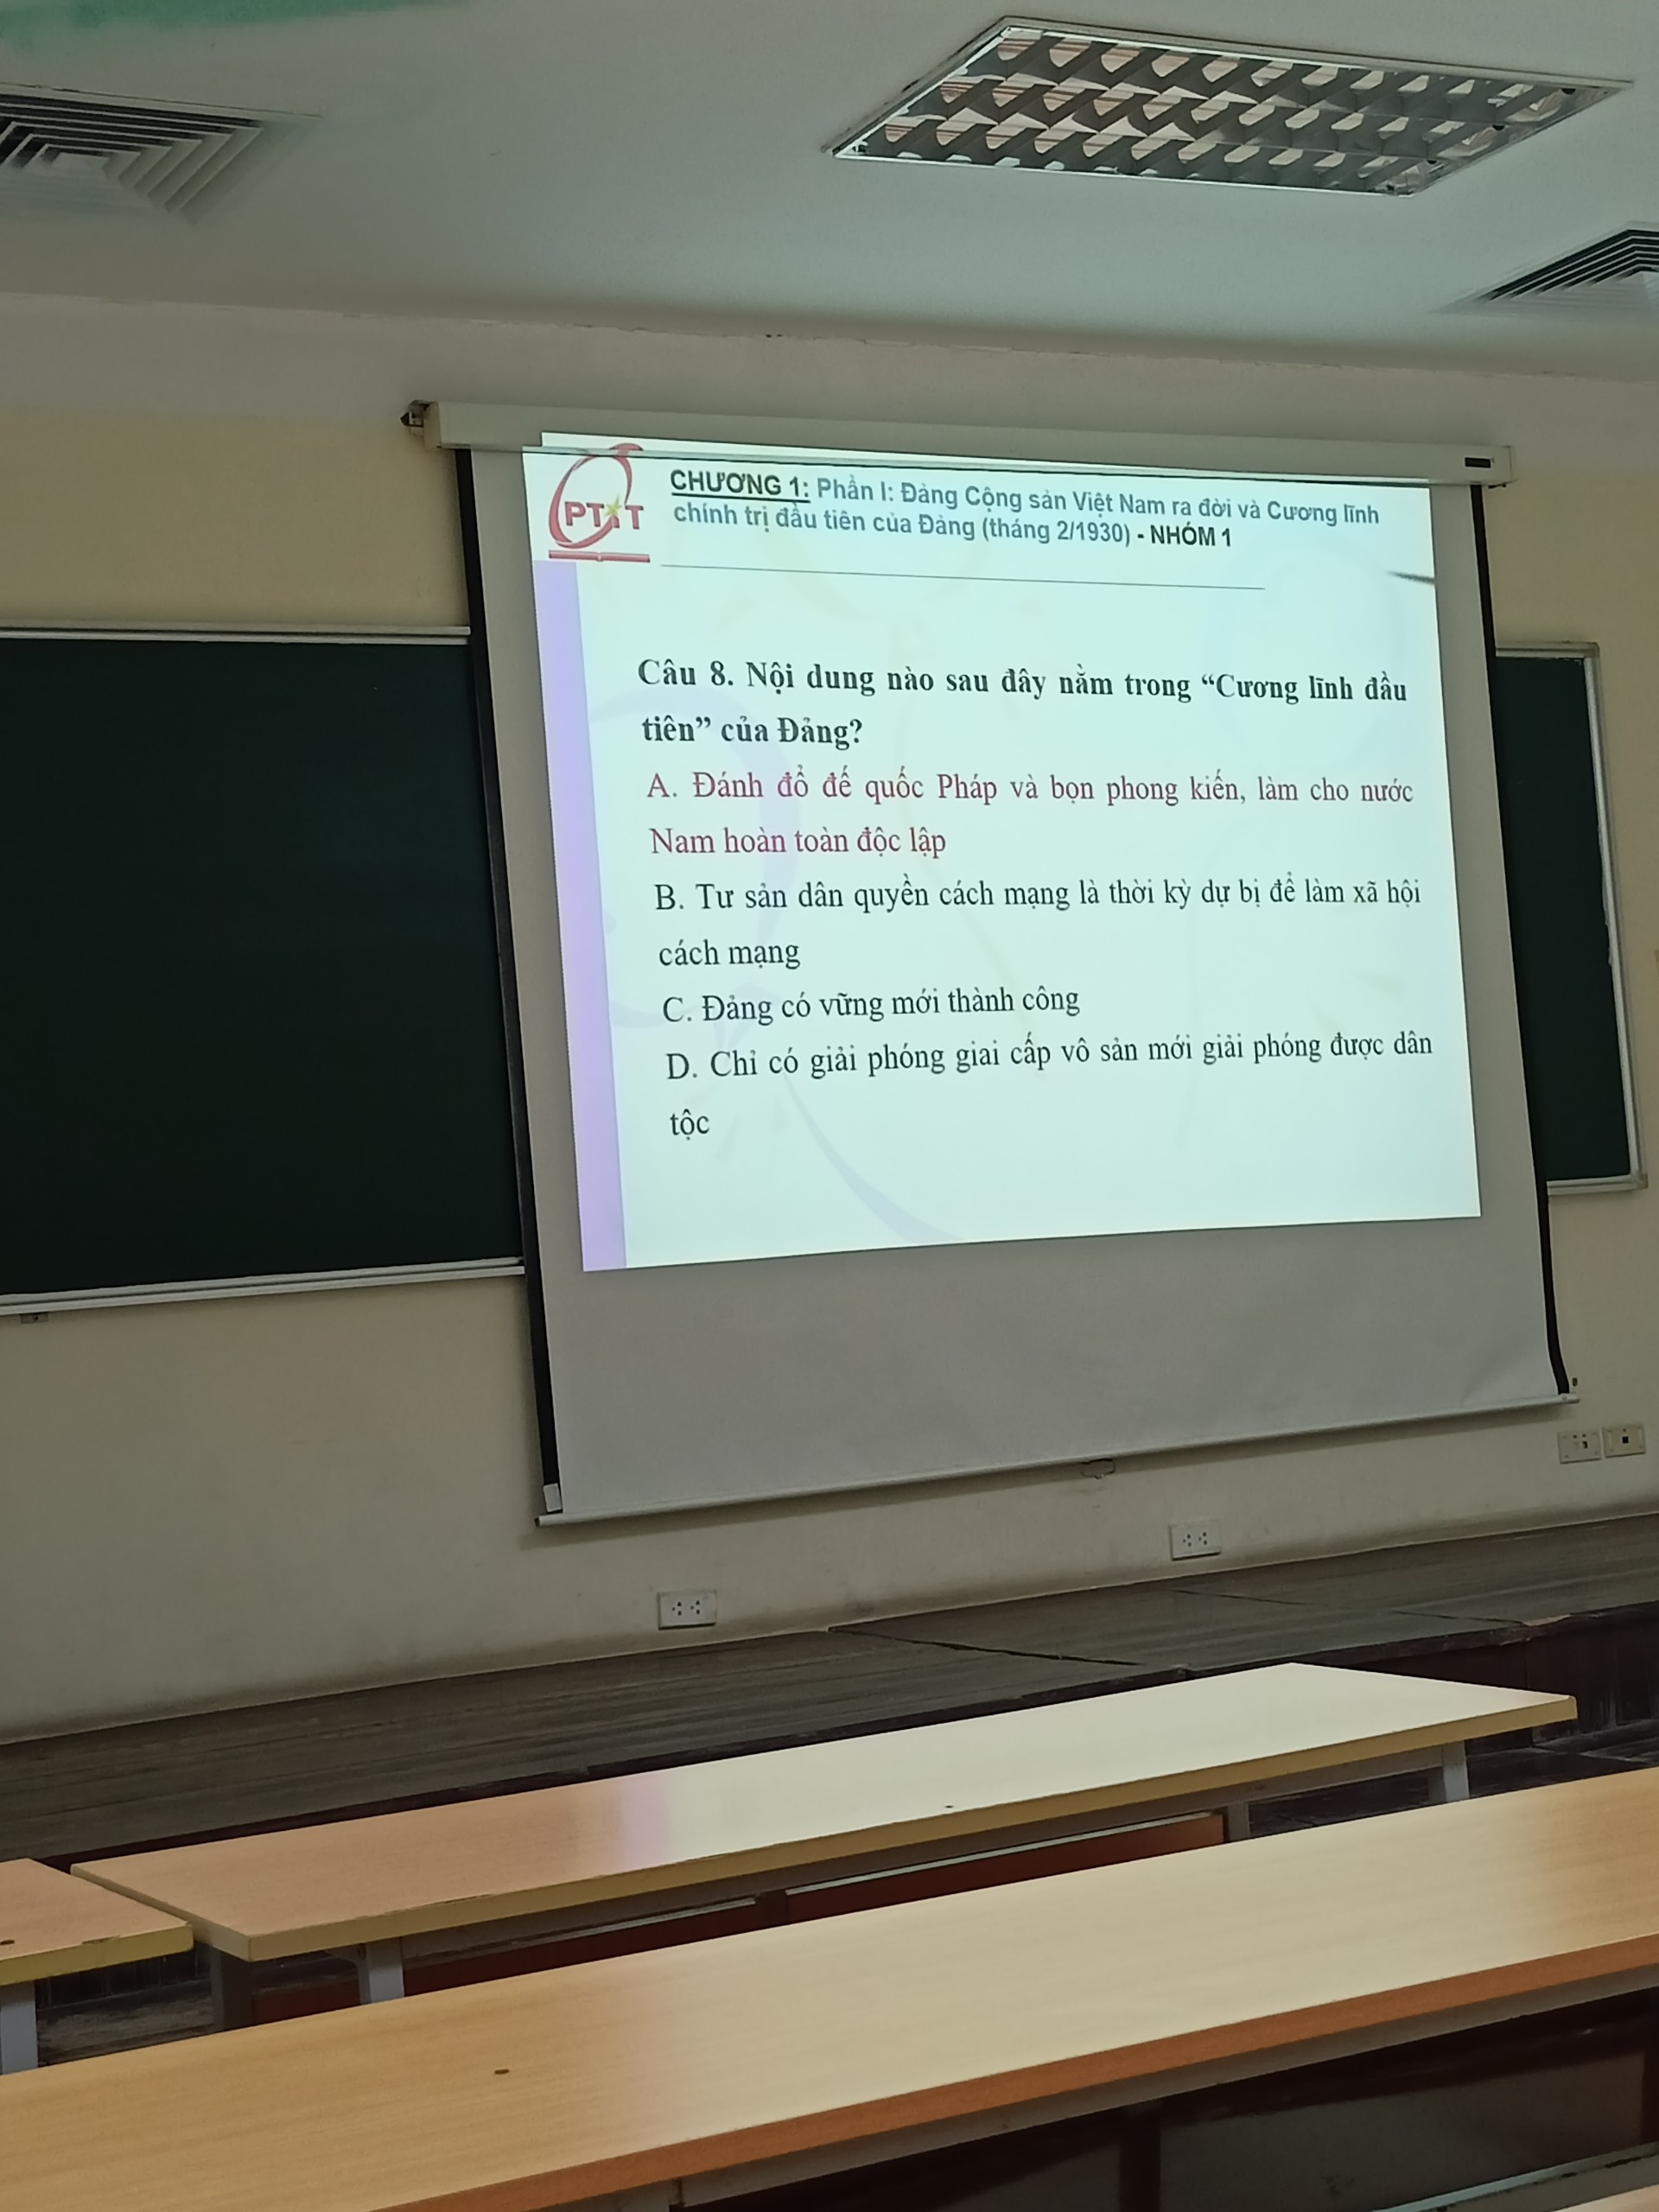 PTiT
CHƯƠNG 1: Phần I: Đảng Cộng sản Việt Nam ra đời và Cương lĩnh
chính trị đầu tiên của Đảng (tháng 2/1930) - NHÓM 1
Câu 8. Nội dung nào sau đây nằm trong “Cương lĩnh đầu
tiên” của Đảng?
A. Đánh đổ đế quốc Pháp và bọn phong kiến, làm cho nước
Nam hoàn toàn độc lập
B. Tư sản dân quyền cách mạng là thời kỳ dự bị để làm xã hội
cách mạng
C. Đảng có vững mới thành công
D. Chỉ có giải phóng giai cấp vô sản mới giải phóng được dân
tộc